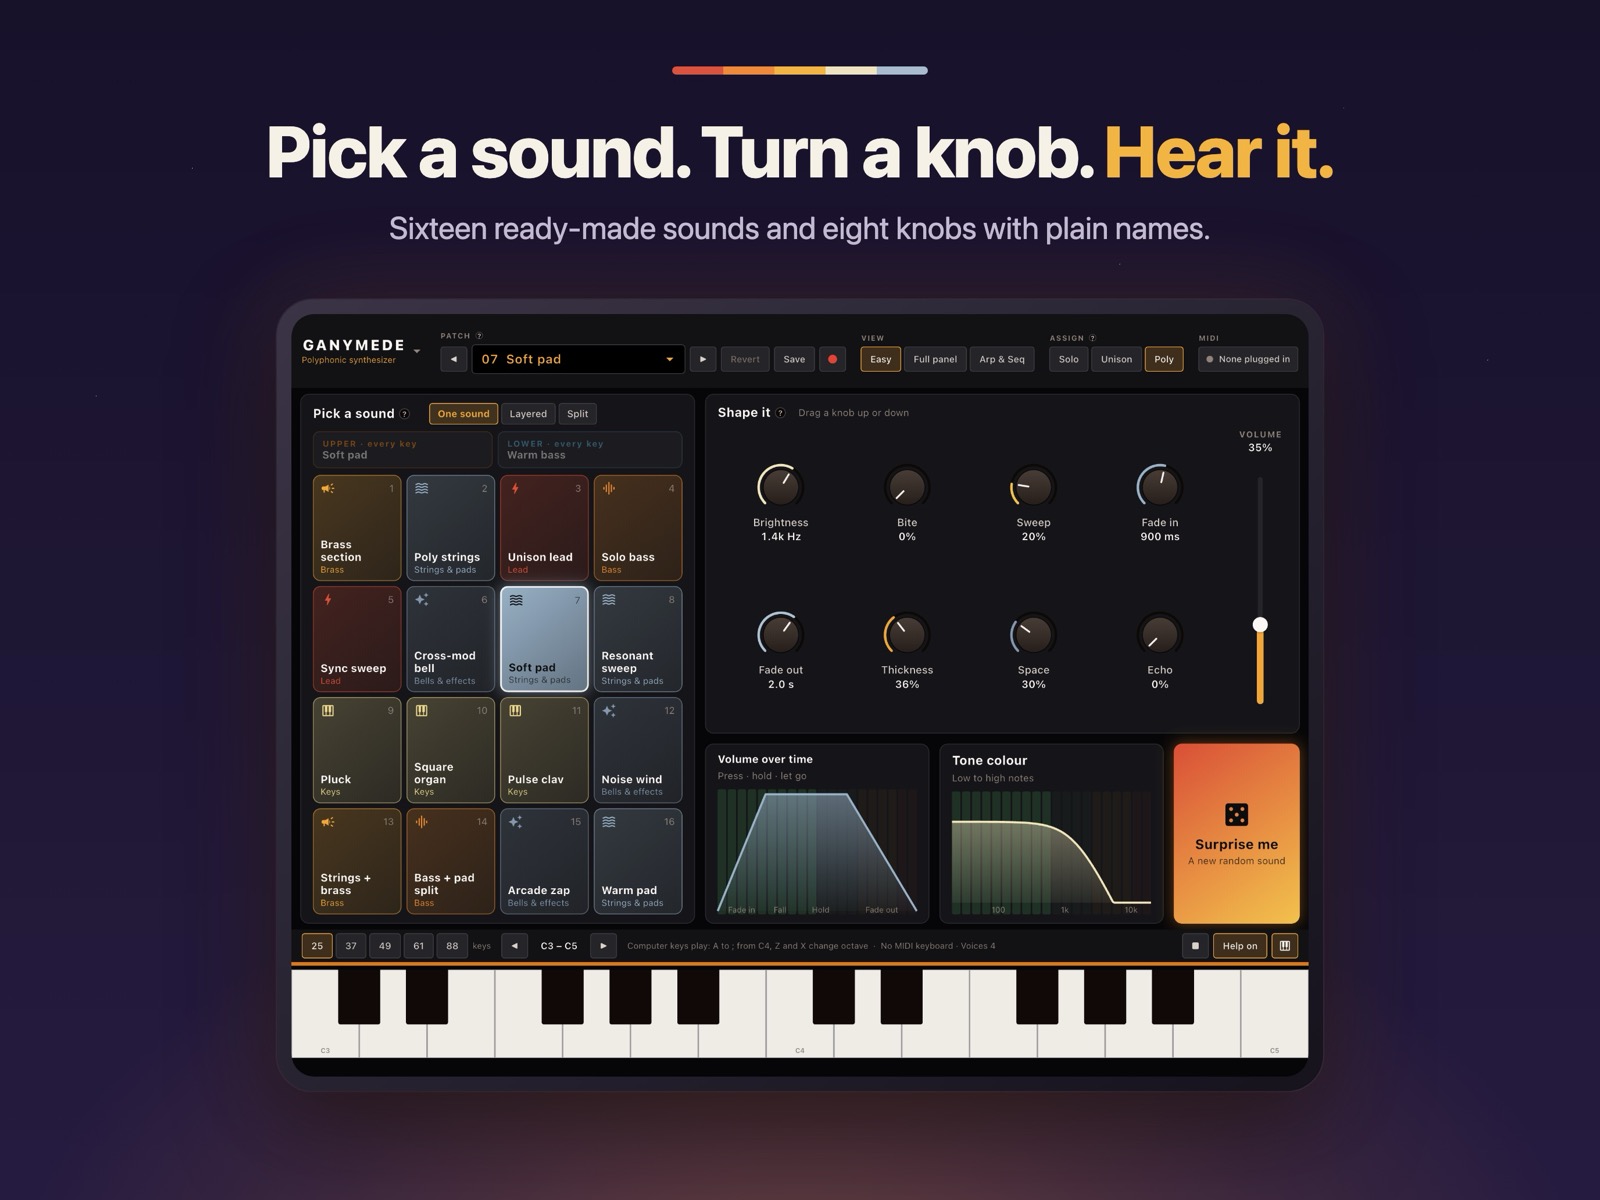 Pick a sound. Turn a knob. Hear it.
Sixteen ready-made sounds and eight knobs with plain names.
GANYMEDE
Polyphonic synthesizer
PATCH ?
07 Soft pad
Revert
Save
VIEW
Easy
Full panel
Arp & Seq
ASSIGN ?
Solo
Unison
Poly
MIDI
None plugged in
Pick a sound ?
One sound
Layered
Split
UPPER · every key
Soft pad
LOWER · every key
Warm bass
1
Brass
section
Brass
2
Poly strings
Strings & pads
3
Unison lead
Lead
4
Solo bass
Bass
5
Sync sweep
Lead
6
Cross-mod
bell
Bells & effects
7
Soft pad
Strings & pads
8
Resonant
sweep
Strings & pads
9
Pluck
Keys
10
Square
organ
Keys
11
Pulse clav
Keys
12
Noise wind
Bells & effects
13
Strings +
brass
Brass
14
Bass + pad
split
Bass
15
Arcade zap
Bells & effects
16
Warm pad
Strings & pads
Shape it ?
Drag a knob up or down
VOLUME
35%
Brightness
1.4k Hz
Bite
0%
Sweep
20%
Fade in
900 ms
Fade out
2.0 s
Thickness
36%
Space
30%
Echo
0%
Volume over time
Press · hold · let go
Fade in
Fall
Hold
Fade out
Tone colour
Low to high notes
100
1k
10k
Surprise me
A new random sound
25
37
49
61
88
keys
C3 – C5
Computer keys play: A to ; from C4, Z and X change octave · No MIDI keyboard · Voices 4
Help on
C3
C4
C5